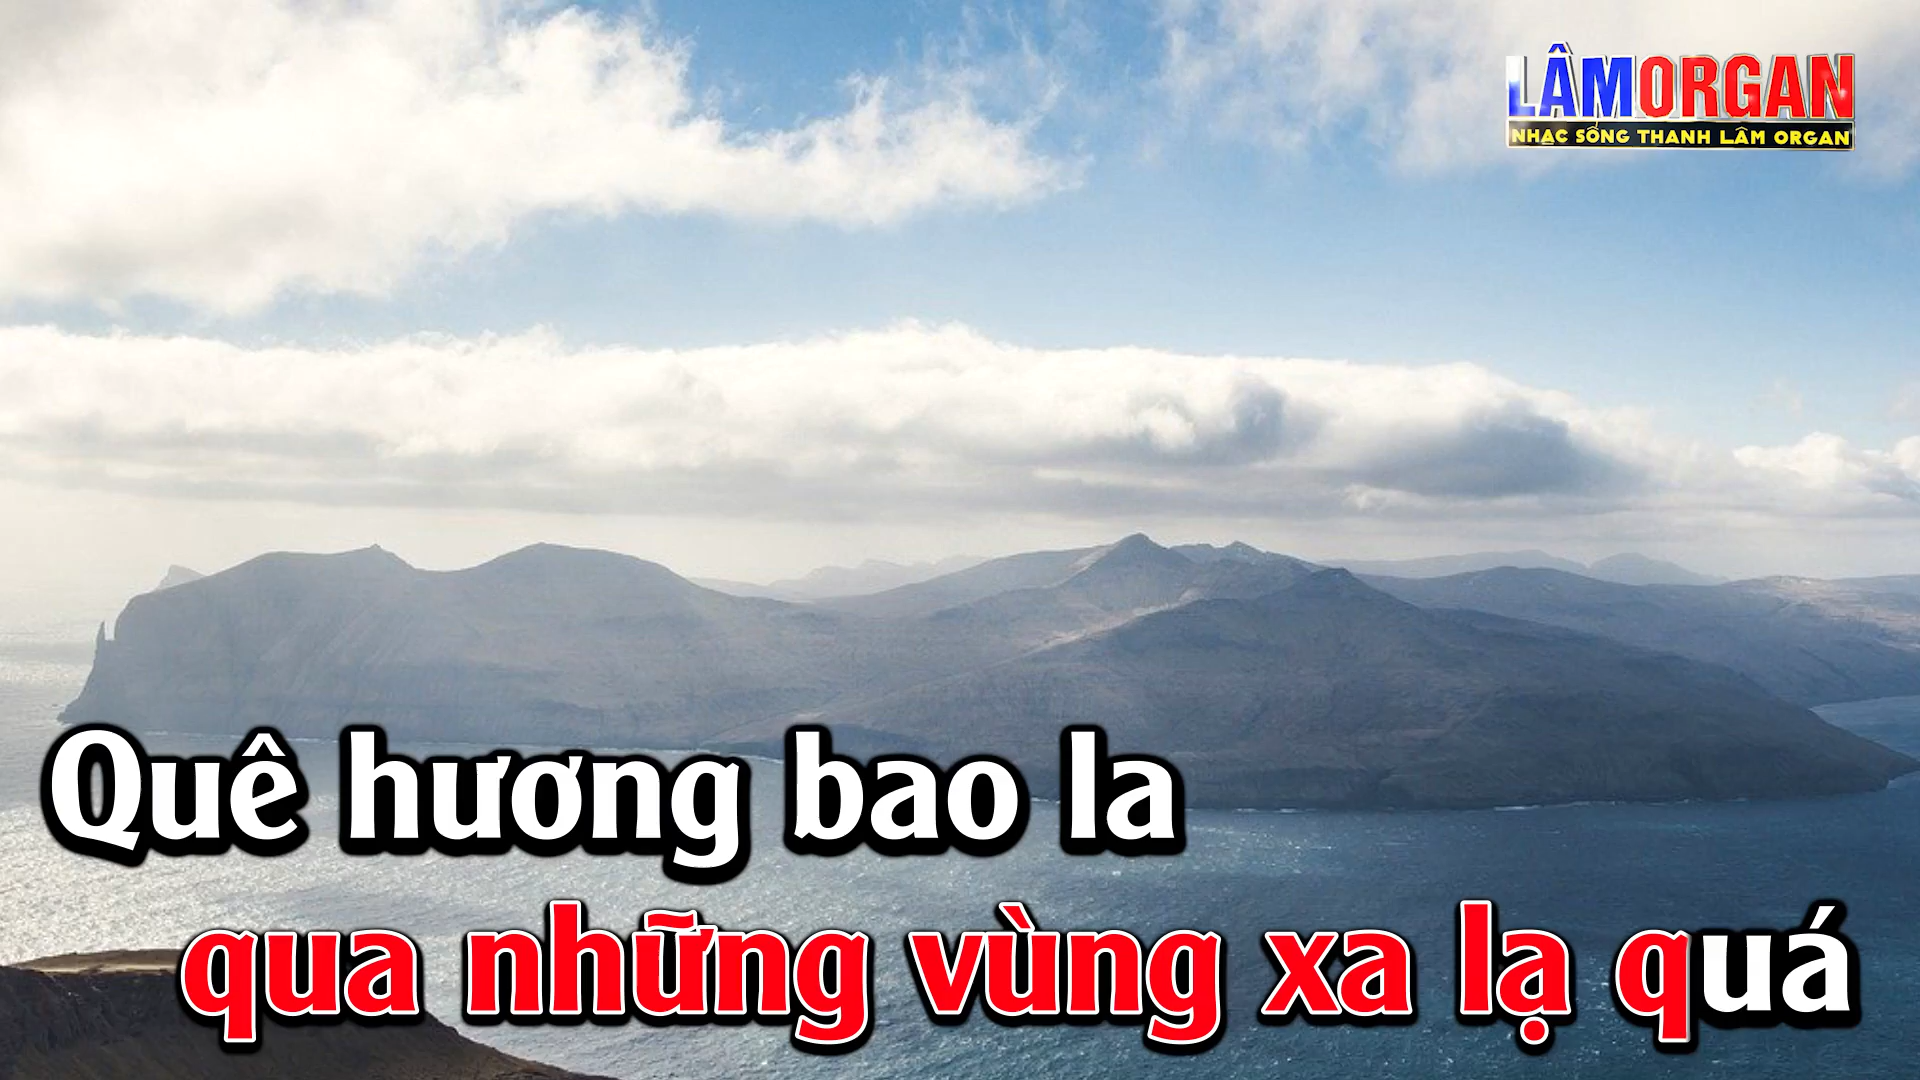 LÂMORGAN
NHẠC SỐNG THANH LÂM ORGAN
Quê hương bao la
qua những vùng xa lạ quá